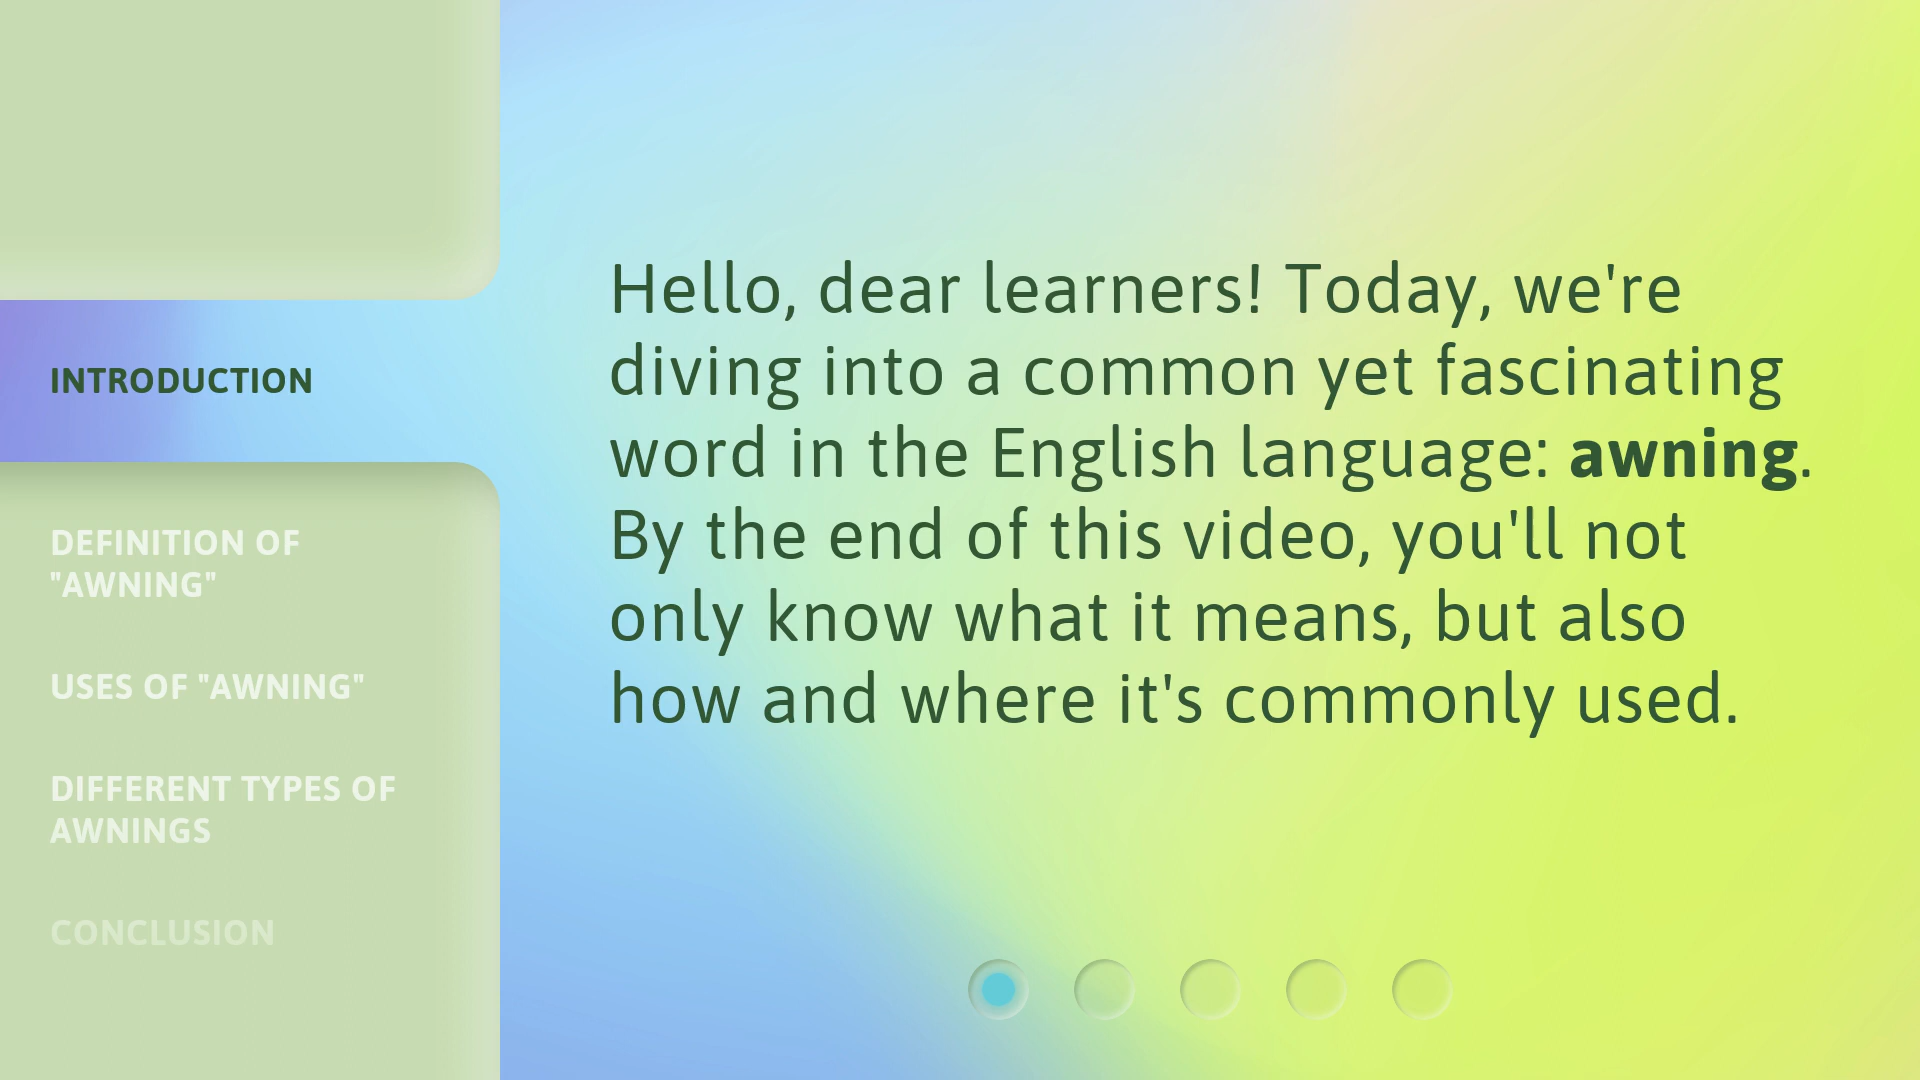 INTRODUCTION
DEFINITION OF
"AWNING"
USES OF "AWNING"
DIFFERENT TYPES OF
AWNINGS
CONCLUSION
Hello, dear learners! Today, we're
diving into a common yet fascinating
word in the English language: awning.
By the end of this video, you'll not
only know what it means, but also
how and where it's commonly used.